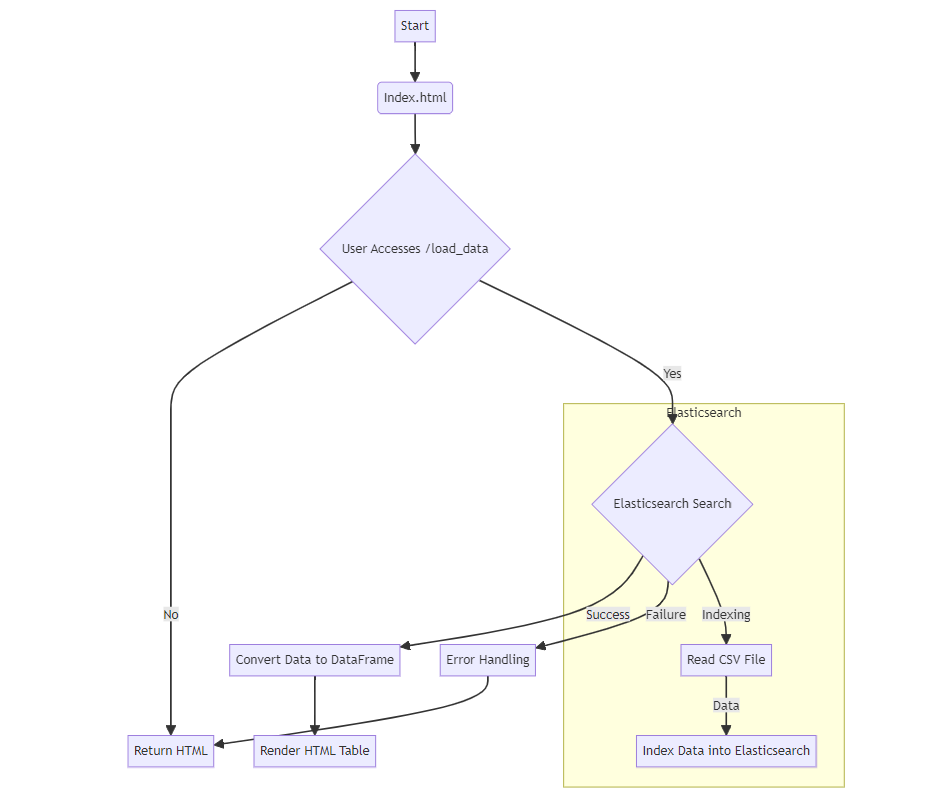 Start
Index.html
User Accesses /load_data
Yes
Elasticsearch
Elasticsearch Search
No
Success
Failure
Indexing
Convert Data to DataFrame
Error Handling
Read CSV File
Data
Return HTML
Render HTML Table
Index Data into Elasticsearch